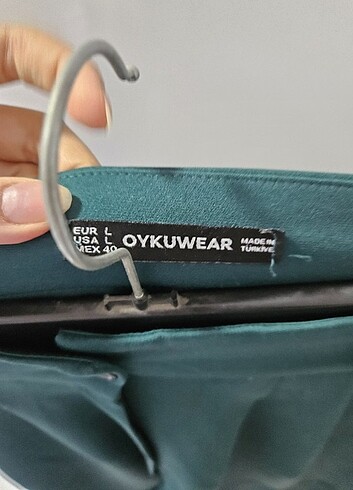 EUR L
USA L
MEX 40
OYKUWEAR
MADE IN
TÜRKİYE